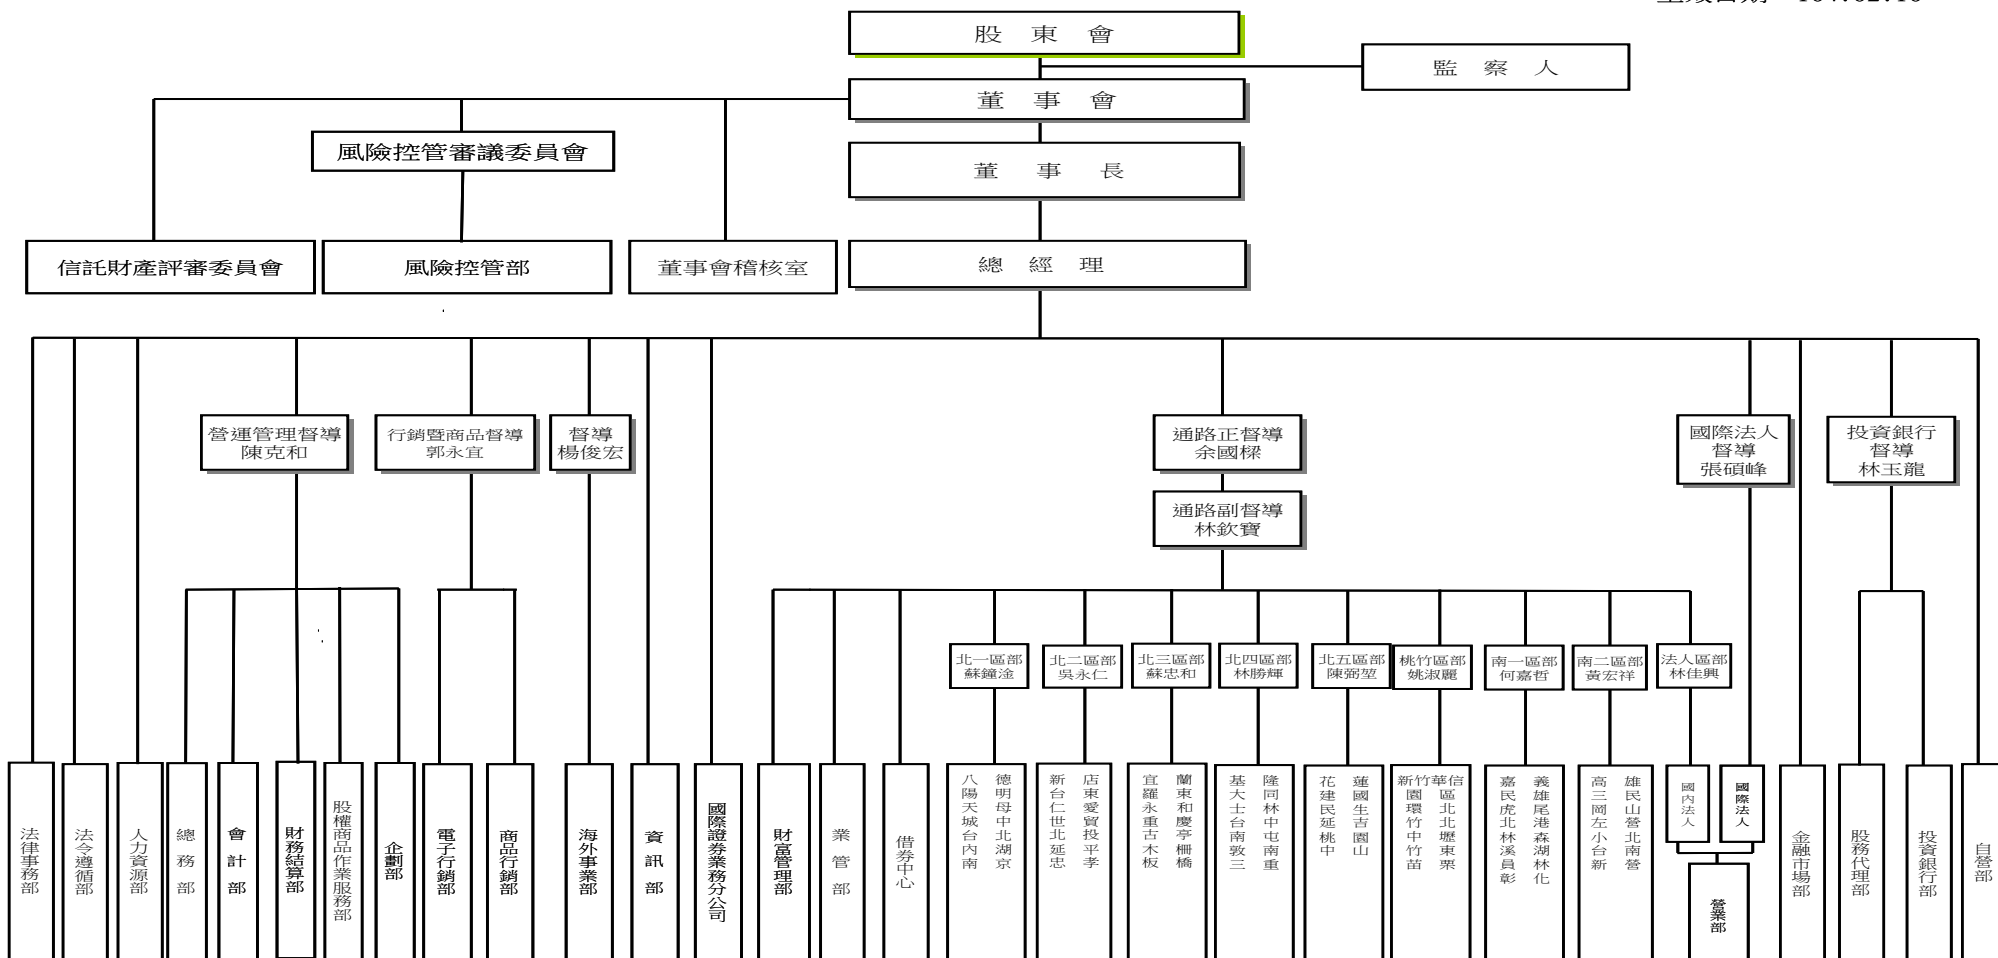 107.02.13
股 東 會
監 察 人
董 事 會
風險控管審議委員會
董 事 長
信託財產評審委員會
風險控管部
董事會稽核室
總 經 理
營運管理督導
陳克和
行銷暨商品督導
郭永宜
督導
楊俊宏
通路正督導
余國樑
國際法人
督導
張碩峰
投資銀行
督導
林玉龍
通路副督導
林欽寶
北一區部
蘇鐘淦
北二區部
吳永仁
北三區部
蘇忠和
北四區部
林勝輝
北五區部
陳弼堃
桃竹區部
姚淑麗
南一區部
何嘉哲
南二區部
黃宏祥
法人區部
林佳興
法律事務部
法令遵循部
人力資源部
總 務 部
會 計 部
財務結算部
股權商品作業服務部
企劃部
電子行銷部
商品行銷部
海外事業部
資 訊 部
國際證券業務分公司
財富管理部
業 管 部
借券中心
八 德
陽 明
天 母
城 中
台 北
內 湖
南 京
新 店
台 東
仁 愛
世 貿
北 投
延 平
忠 孝
宜 蘭
羅 東
永 和
重 慶
古 亭
木 柵
板 橋
基 隆
大 同
士 林
台 中
南 屯
敦 南
三 重
花 蓮
建 國
民 生
延 吉
桃 園
中 山
新竹華信
園 區
環 北
竹 北
中 壢
竹 東
苗 栗
嘉 義
民 雄
虎 尾
北 港
林 森
溪 湖
員 林
彰 化
高 雄
三 民
岡 山
左 營
小 北
台 南
新 營
國內法人
國際法人
營業部
金融市場部
股務代理部
投資銀行部
自營部